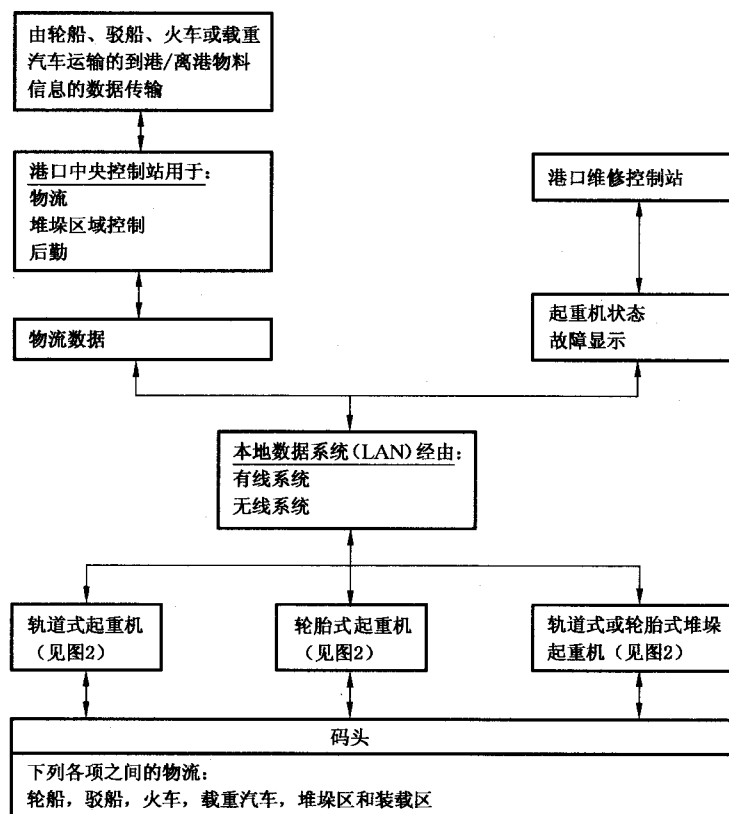 由轮船、驳船、火车或载重
汽车运输的到港/离港物料
信息的数据传输
港口中央控制站用于：
物流
堆垛区域控制
后勤
港口维修控制站
物流数据
起重机状态
故障显示
本地数据系统(LAN)经由：
有线系统
无线系统
轨道式起重机
（见图2）
轮胎式起重机
（见图2）
轨道式或轮胎式堆垛
起重机（见图2）
码头
下列各项之间的物流：
轮船，驳船，火车，载重汽车，堆垛区和装载区